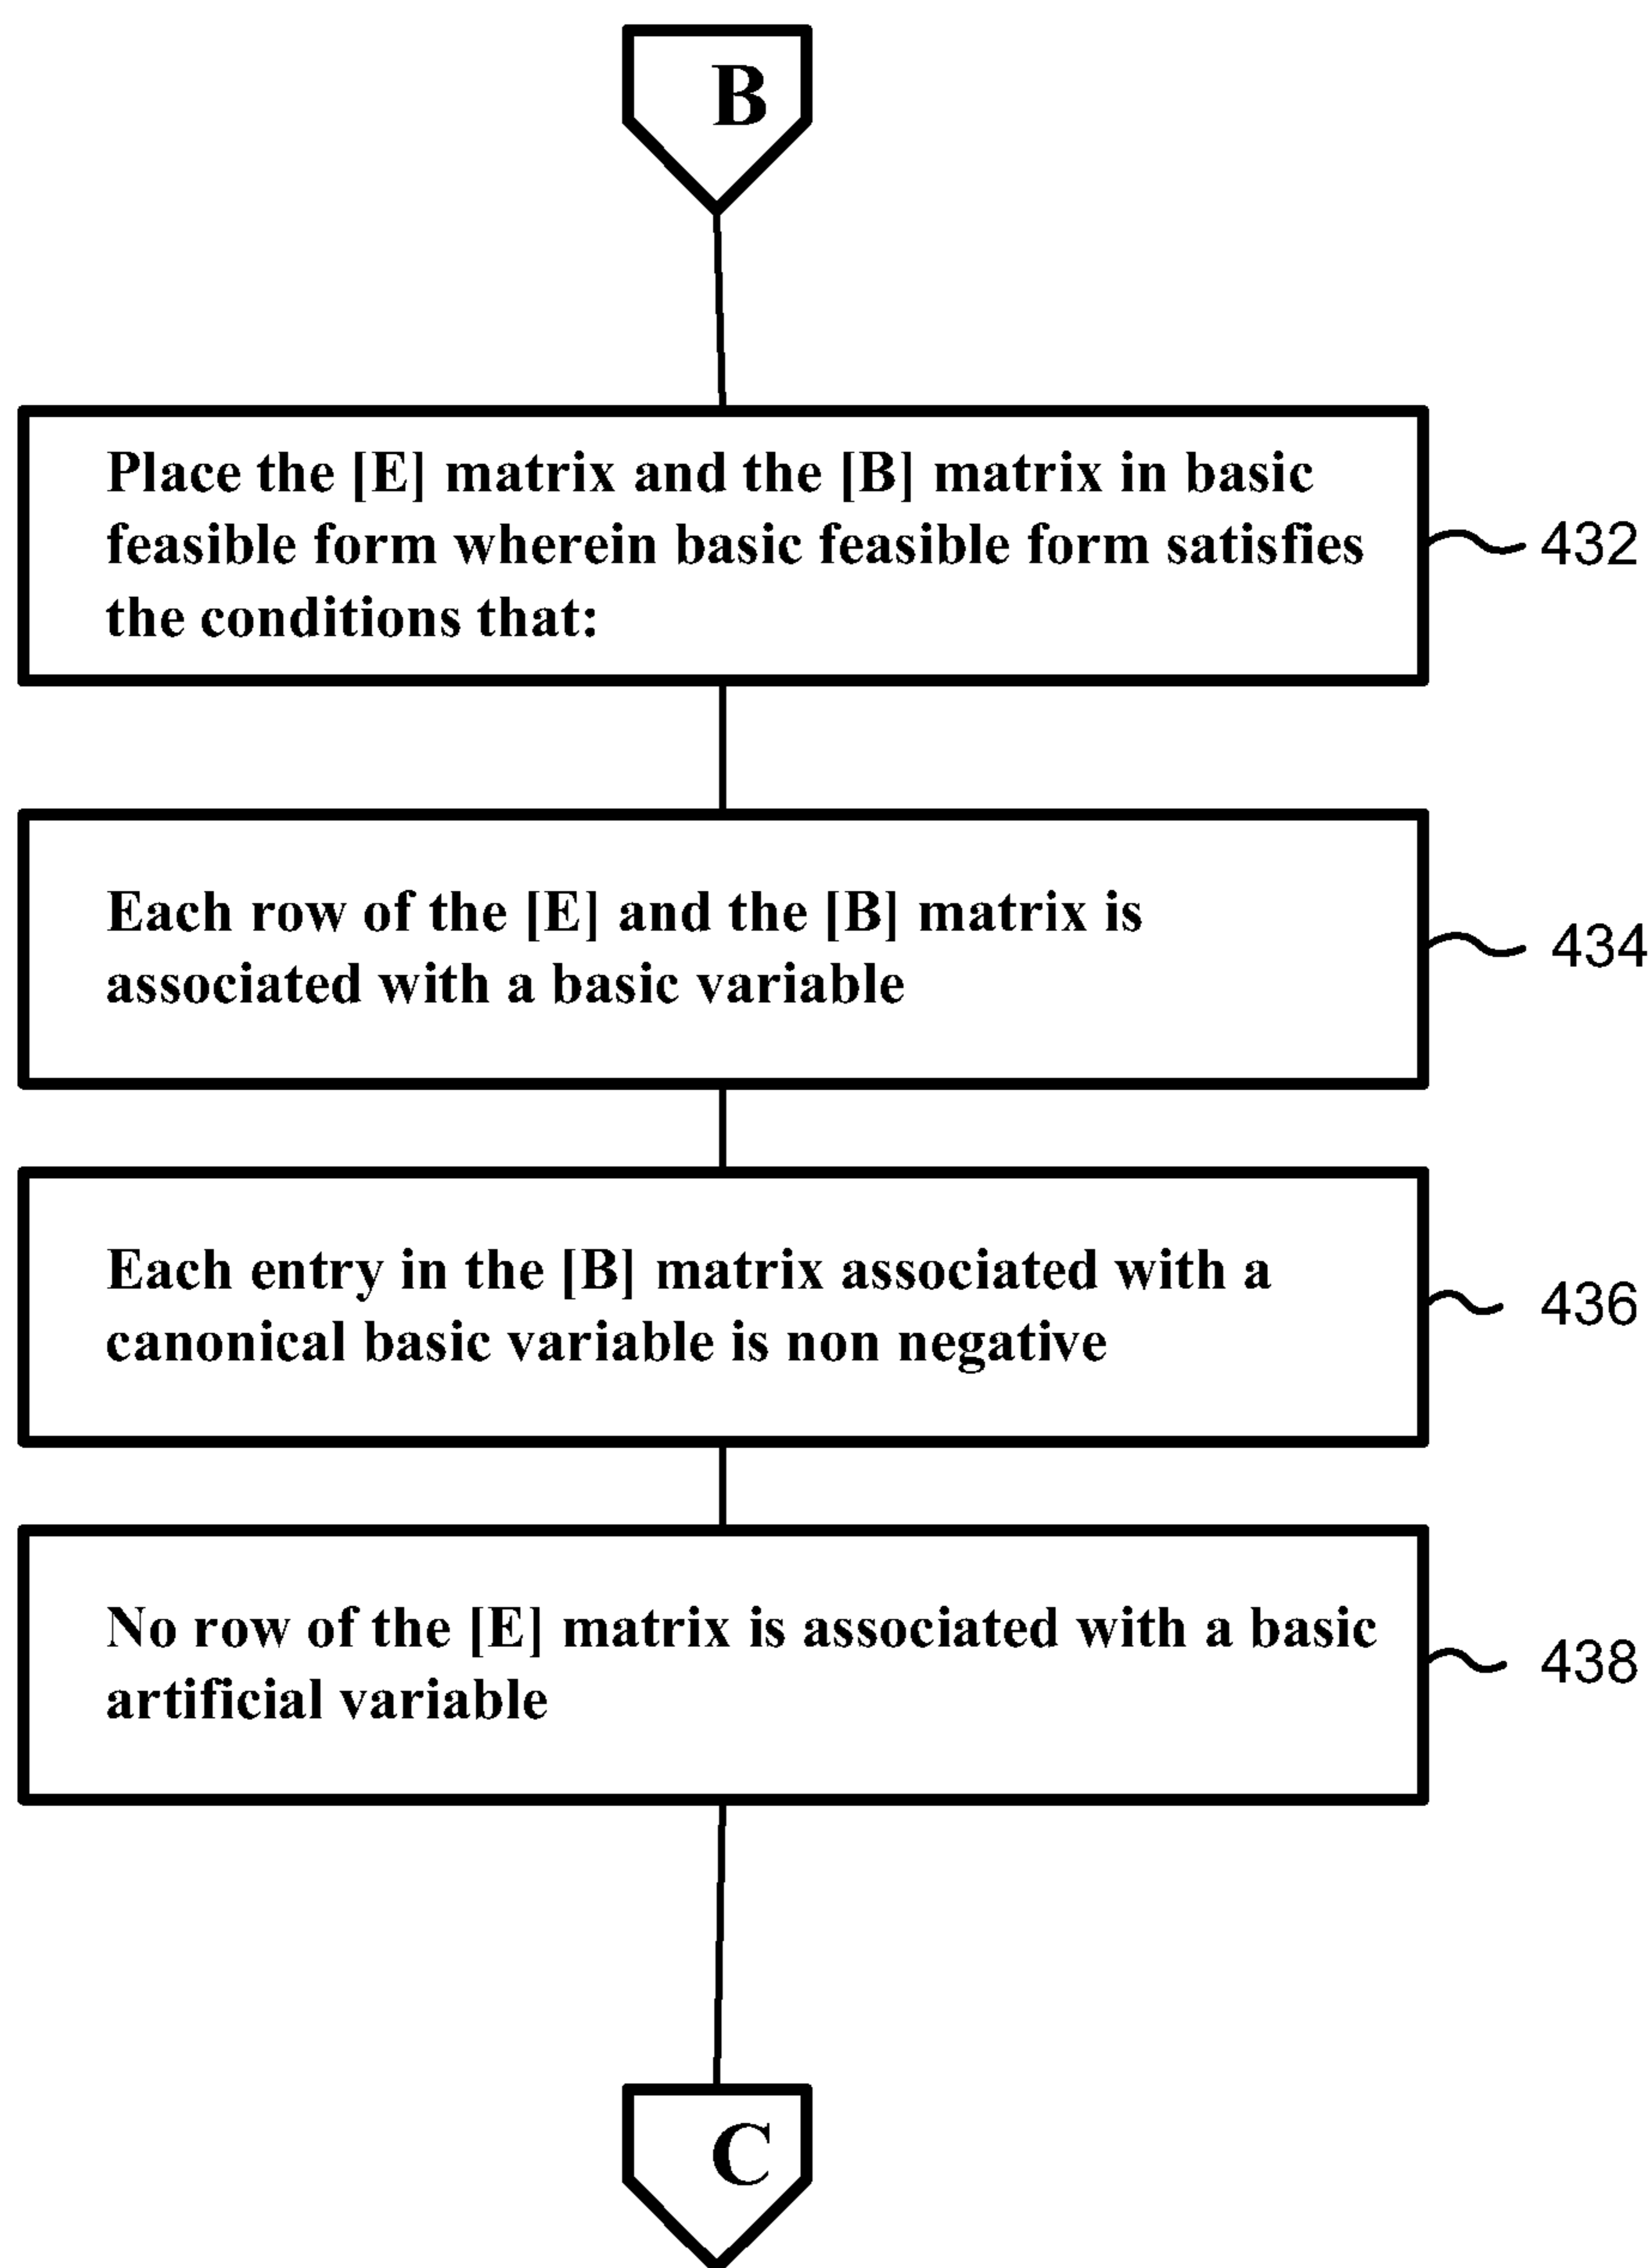 B
Place the [E] matrix and the [B] matrix in basic
feasible form wherein basic feasible form satisfies
the conditions that:
432
Each row of the [E] and the [B] matrix is
associated with a basic variable
434
Each entry in the [B] matrix associated with a
canonical basic variable is non negative
436
No row of the [E] matrix is associated with a basic
artificial variable
438
C